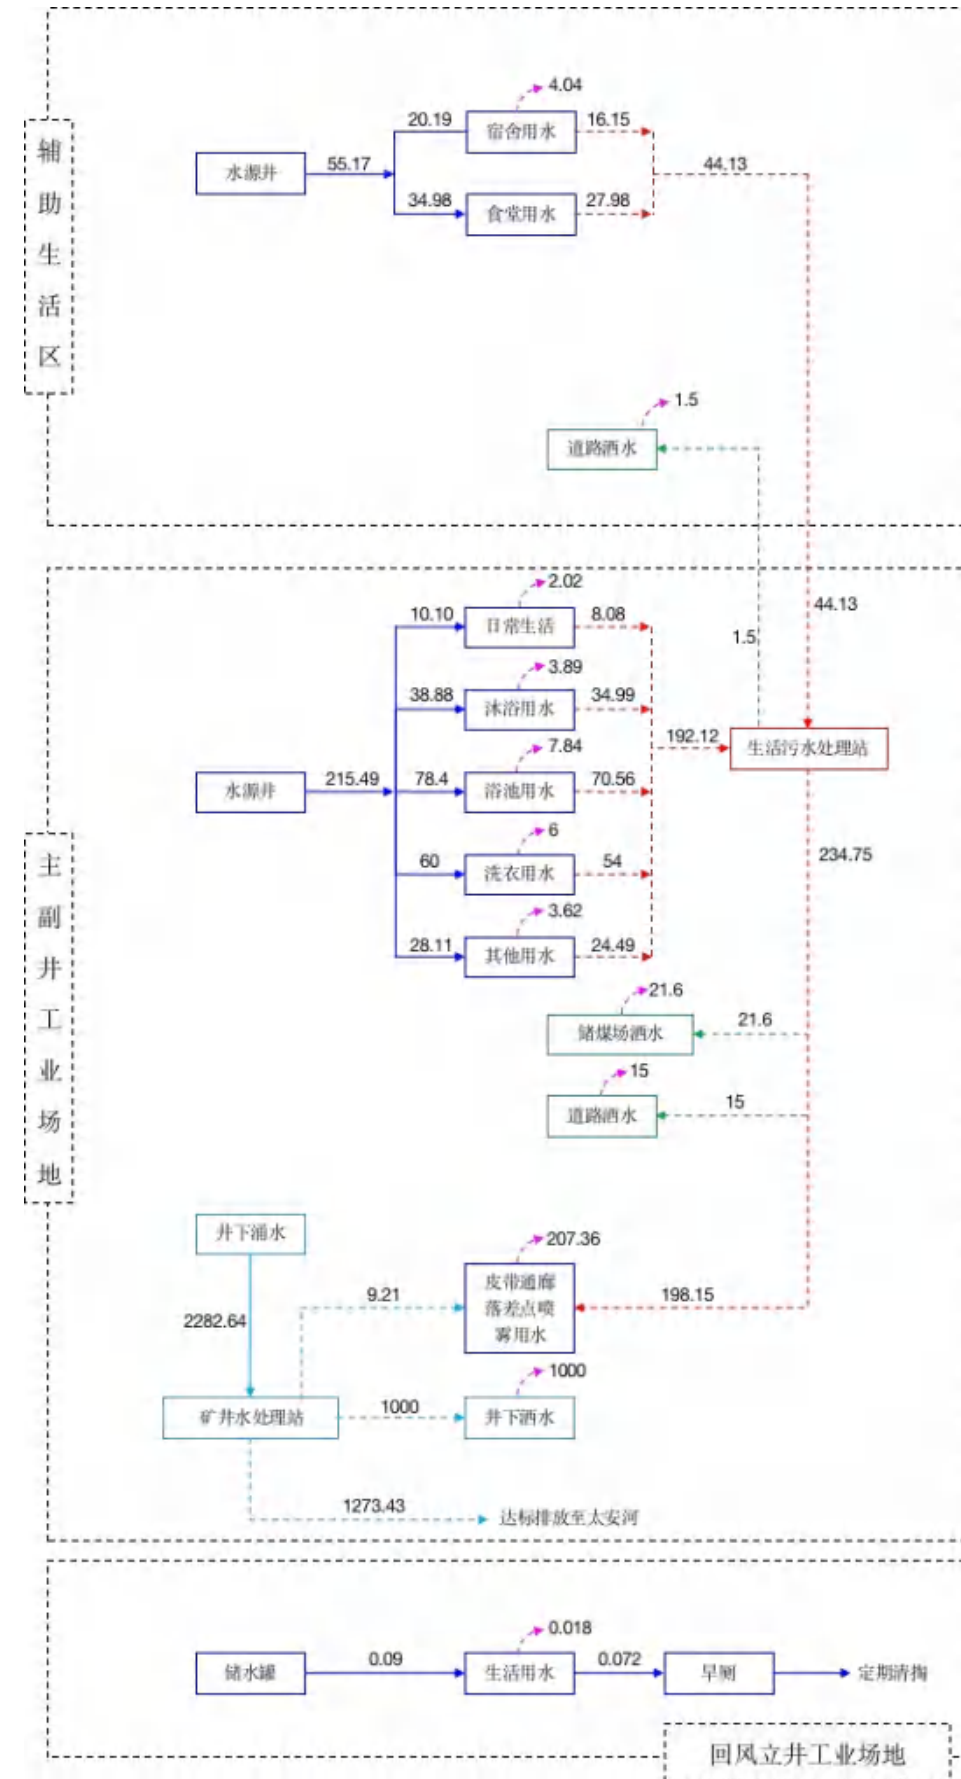 辅助生活区
4.04
20.19
宿舍用水
16.15
水源井
55.17
44.13
34.98
食堂用水
27.98
1.5
道路洒水
主副井工业场地
2.02
10.10
日常生活
8.08
44.13
1.5
3.89
38.88
沐浴用水
34.99
192.12
生活污水处理站
7.84
水源井
215.49
78.4
浴池用水
70.56
6
60
洗衣用水
54
234.75
3.62
28.11
其他用水
24.49
21.6
储煤场洒水
21.6
15
道路洒水
15
井下涌水
207.36
9.21
皮带通廊
落差点喷
雾用水
198.15
2282.64
1000
矿井水处理站
1000
井下洒水
1273.43
达标排放至太安河
0.018
储水罐
0.09
生活用水
0.072
旱厕
定期清掏
回风立井工业场地